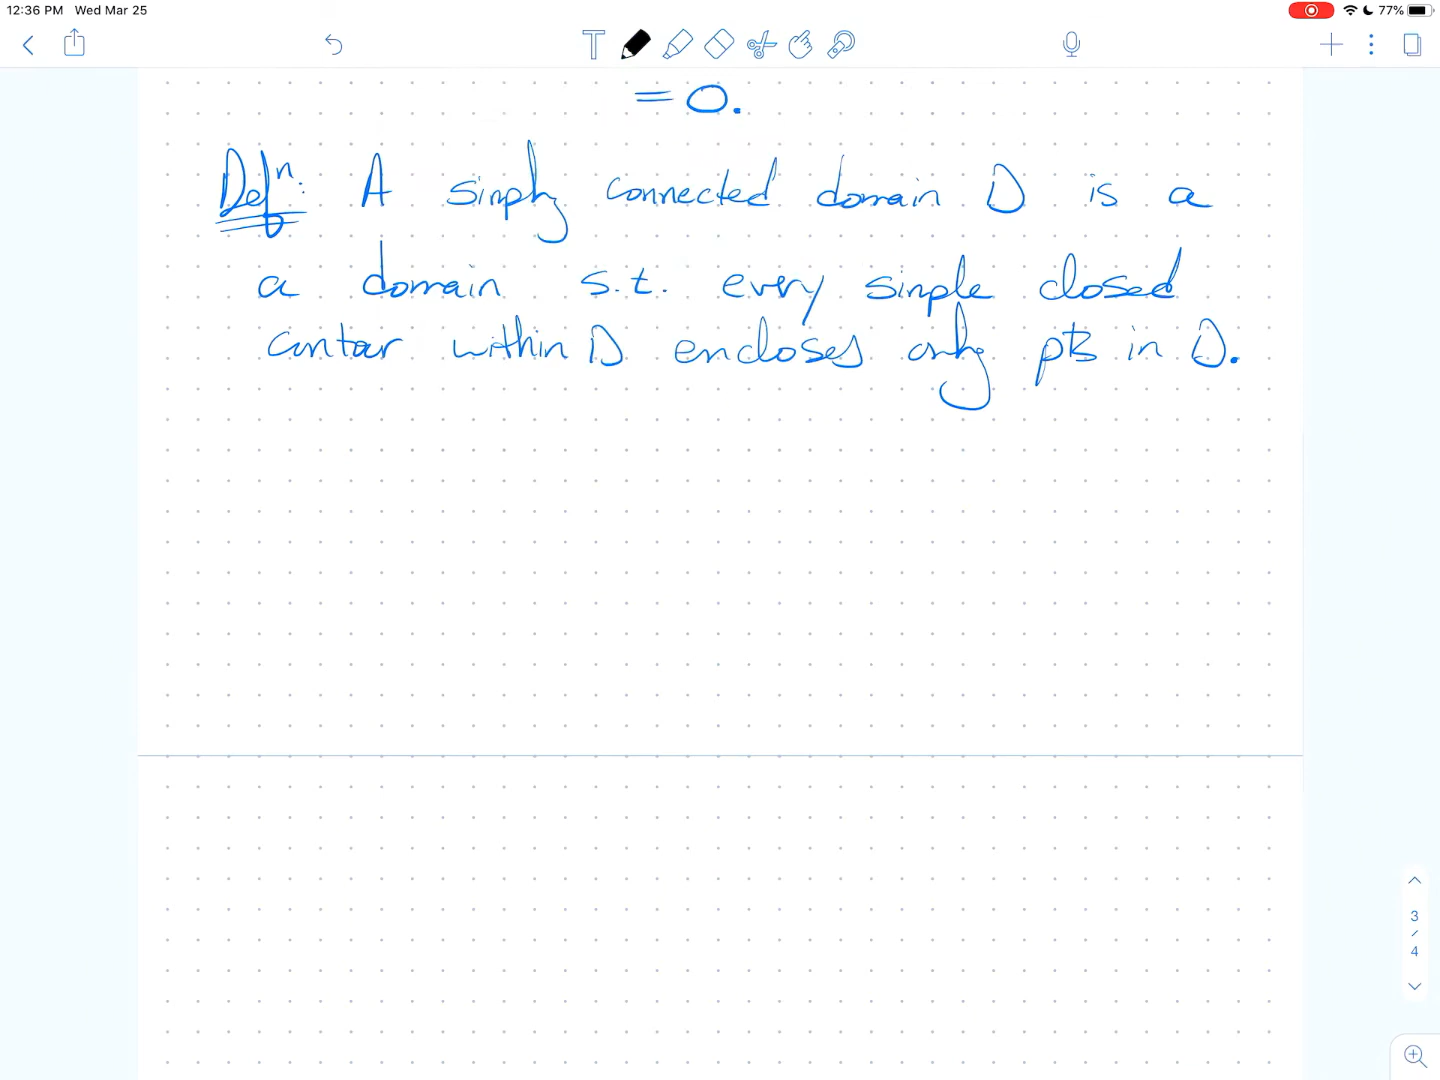 12:36 PM Wed Mar 25
77%
= 0.
Defⁿ: A simply connected domain D is a
a domain s.t. every simple closed
contour within D encloses only pts in D.
3
/
4